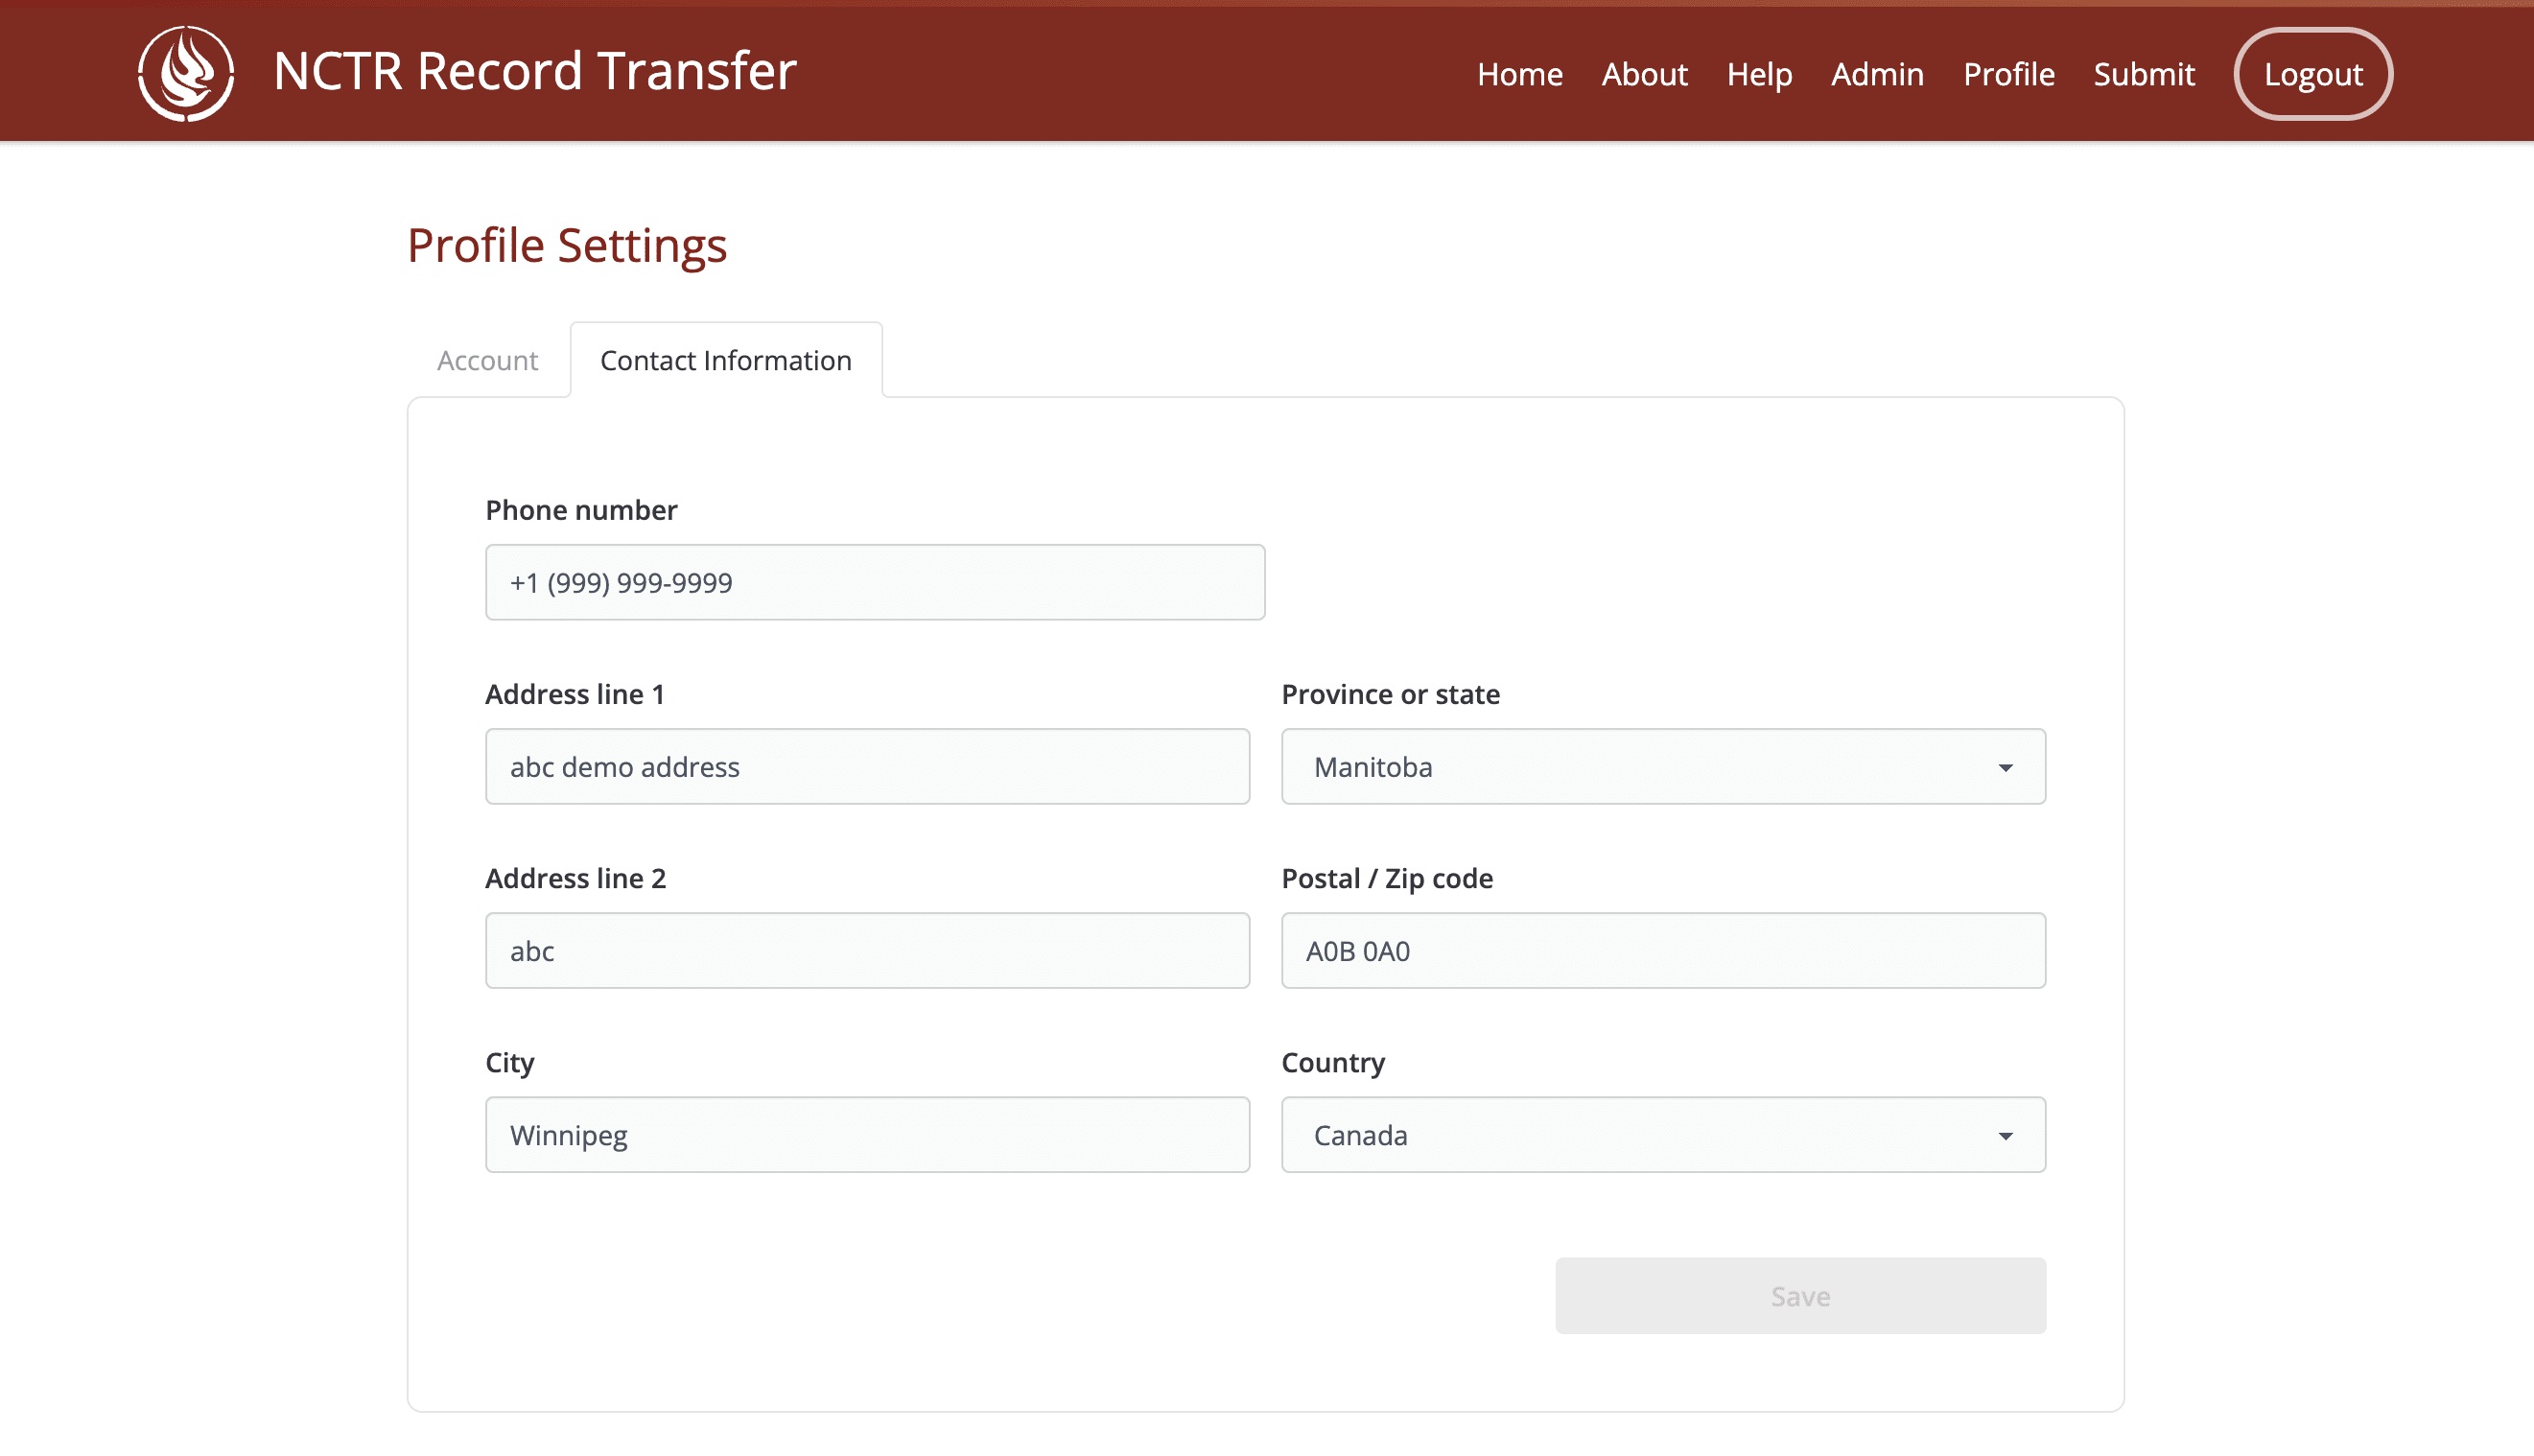 NCTR Record Transfer
Home About Help Admin Profile Submit Logout
Profile Settings
Account Contact Information
Phone number
+1 (999) 999-9999
Address line 1 Province or state
abc demo address Manitoba
Address line 2 Postal / Zip code
abc A0B 0A0
City Country
Winnipeg Canada
Save